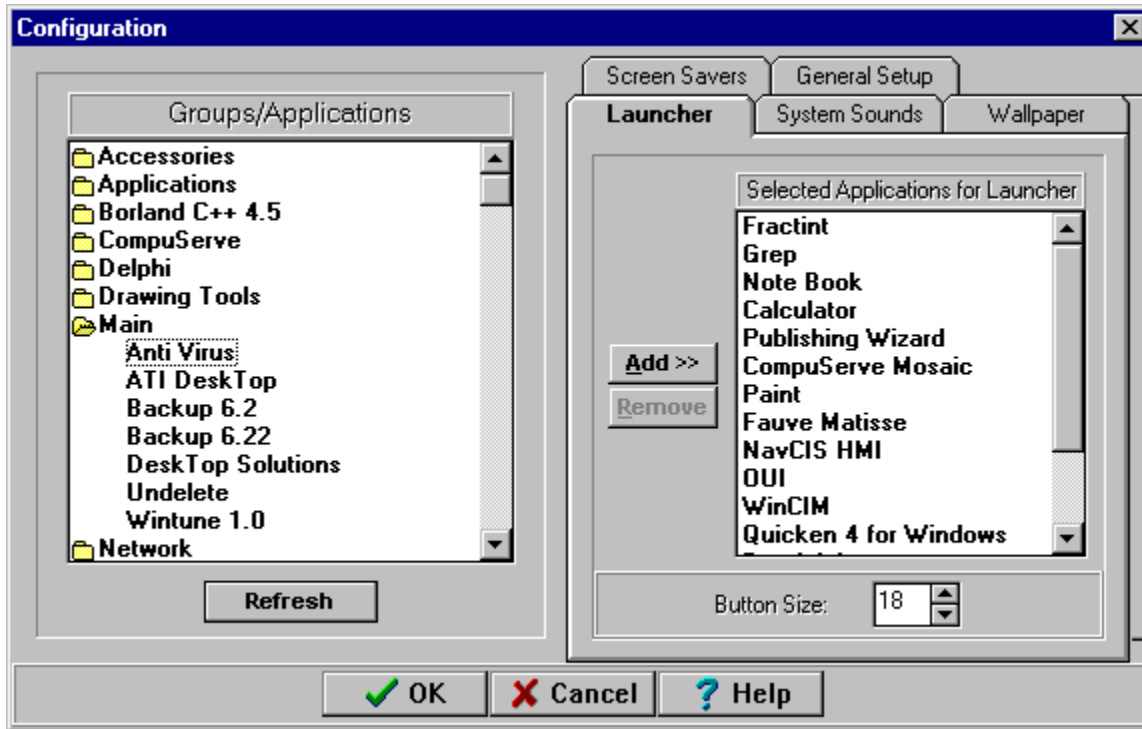 Configuration
Groups/Applications
Accessories
Applications
Borland C++ 4.5
CompuServe
Delphi
Drawing Tools
Main
Anti Virus
ATI DeskTop
Backup 6.2
Backup 6.22
DeskTop Solutions
Undelete
Wintune 1.0
Network
Refresh
Screen Savers General Setup
Launcher System Sounds Wallpaper
Selected Applications for Launcher
Fractint
Grep
Note Book
Calculator
Publishing Wizard
CompuServe Mosaic
Paint
Fauve Matisse
NavCIS HMI
OUI
WinCIM
Quicken 4 for Windows
Add >>
Remove
Button Size: 18
OK Cancel Help